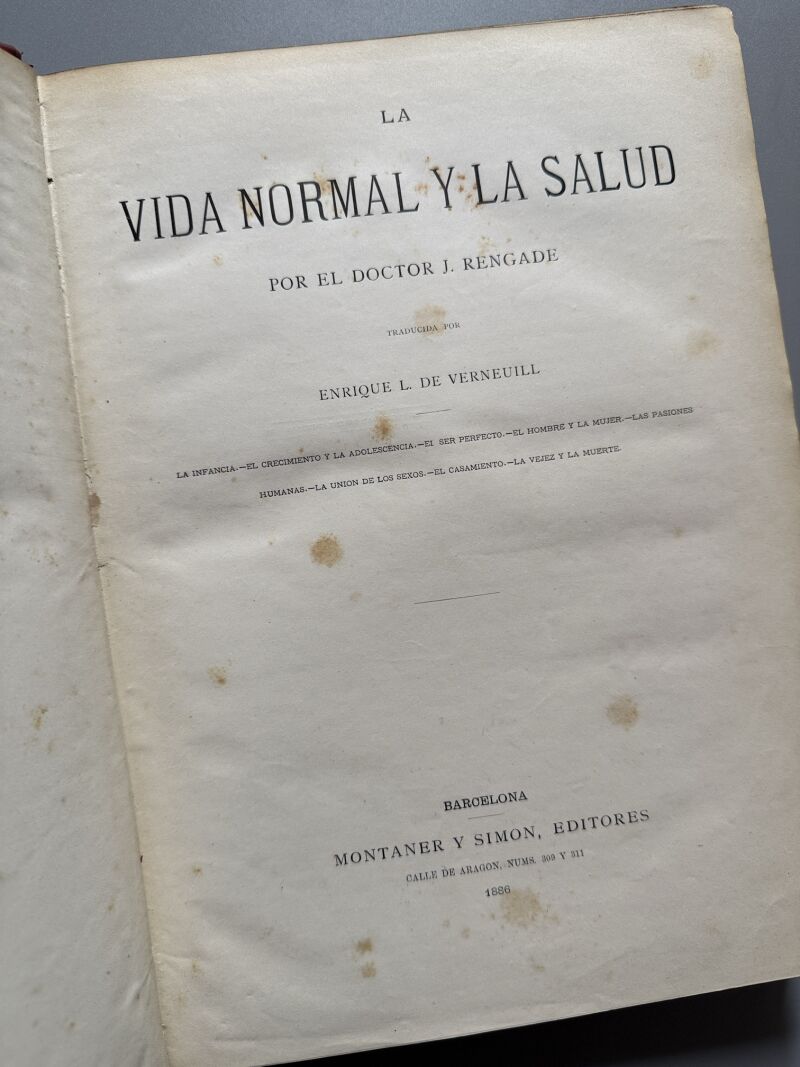 LA
VIDA NORMAL Y LA SALUD
POR EL DOCTOR J. RENGADE
TRADUCIDA POR
ENRIQUE L. DE VERNEUILL
LA INFANCIA.—EL CRECIMIENTO Y LA ADOLESCENCIA.—EI SER PERFECTO.—EL HOMBRE Y LA MUJER.—LAS PASIONES
HUMANAS.—LA UNION DE LOS SEXOS.—EL CASAMIENTO.—LA VEJEZ Y LA MUERTE.
BARCELONA
MONTANER Y SIMON, EDITORES
CALLE DE ARAGON, NUMS. 309 Y 311
1886